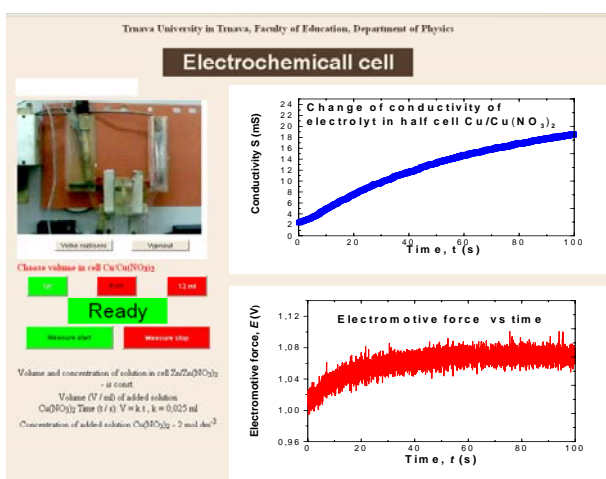 Trnava University in Trnava, Faculty of Education, Department of Physics
Electrochemicall cell
Velke rozliseni Vypnout
Choose volume in cell Cu/Cu(NO3)2
12 ml
Ready
Measure start Measure stop
Volume and concentration of solution in cell Zn/Zn(NO3)2
- is const
Volume (V / ml) of added solution
Cu(NO3)2 Time (t / s): V = k.t , k = 0,025 ml
Concentration of added solution Cu(NO3)2 - 2 mol.dm-3
Change of conductivity of
electrolyt in half cell Cu/Cu(NO3)2
Conductivity S (mS)
24
22
20
18
16
14
12
10
8
6
4
2
0
0 20 40 60 80 100
Time, t (s)
Electromotive force vs time
Electromotive force, E (V)
1,12
1,08
1,04
1,00
0,96
0 20 40 60 80 100
Time, t (s)